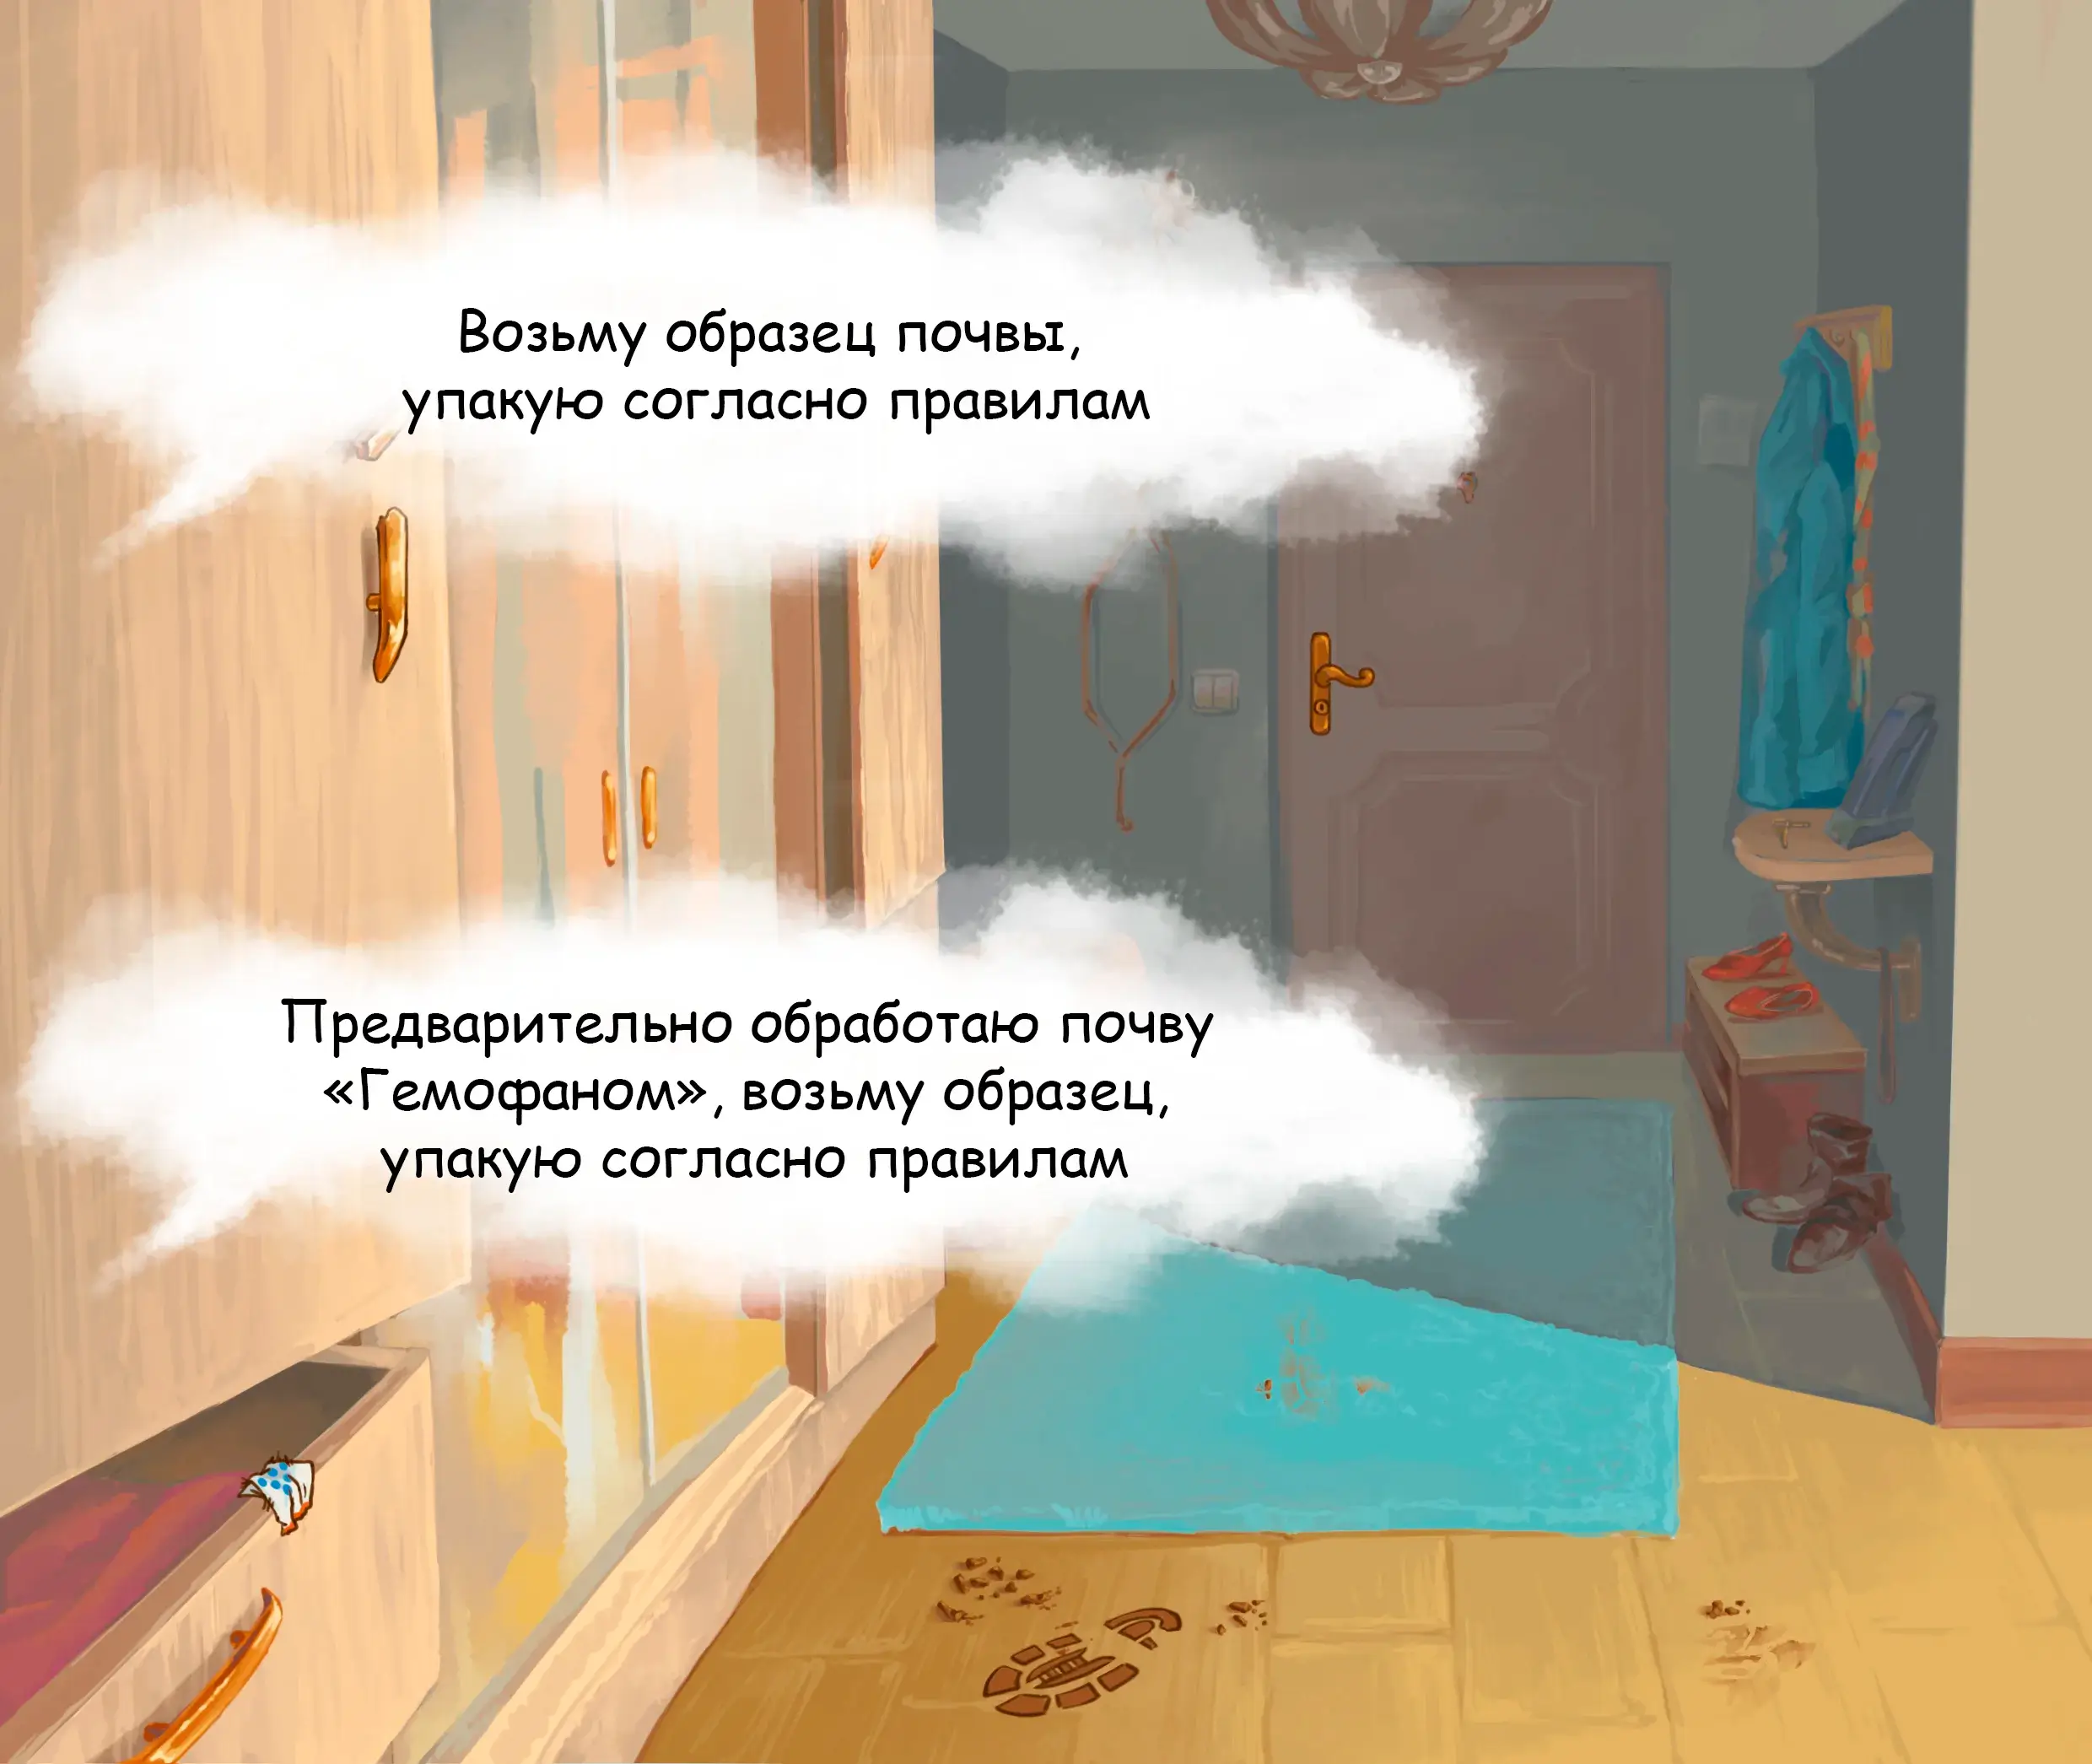 Возьму образец почвы,
упакую согласно правилам
Предварительно обработаю почву
«Гемофаном», возьму образец,
упакую согласно правилам